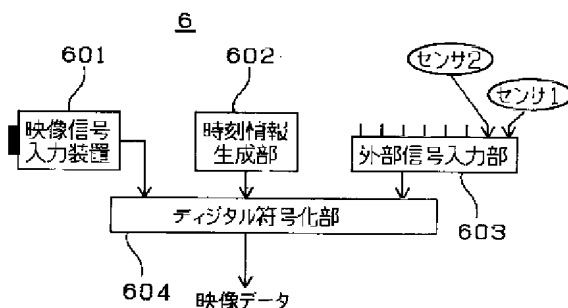 6
601
602
センサ2
センサ1
映像信号
入力装置
時刻情報
生成部
外部信号入力部
603
ディジタル符号化部
604
映像データ